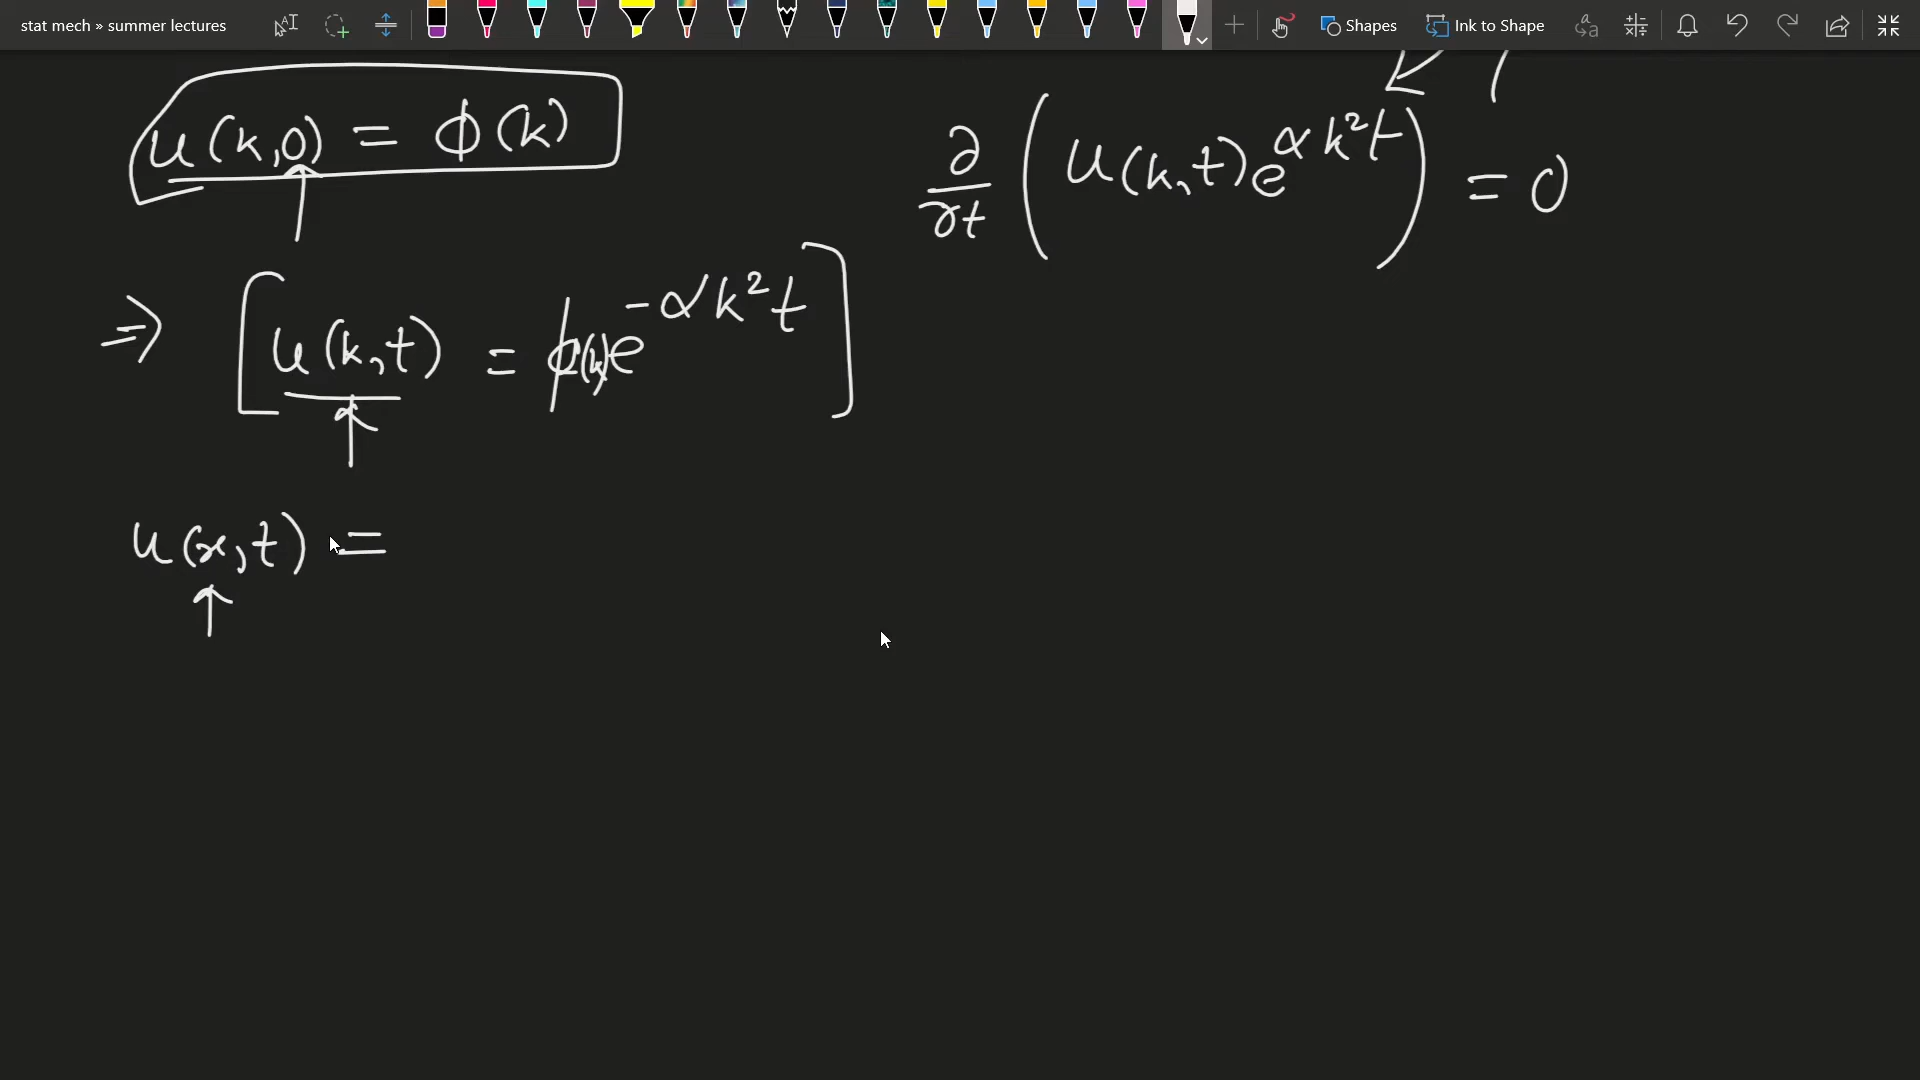 stat mech » summer lectures Shapes Ink to Shape
u(k,0) = ϕ(k)
∂/∂t (u(k,t)e^{αk²t}) = 0
⇒ [u(k,t) = ϕ(k)e^{-αk²t}]
u(x,t) =